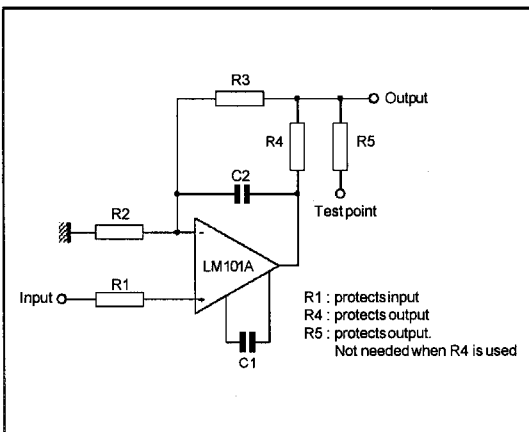 R3
Output
R4
R5
C2
Test point
R2
-
LM101A
Input
R1
+
C1
R1 : protects input
R4 : protects output
R5 : protects output.
Not needed when R4 is used